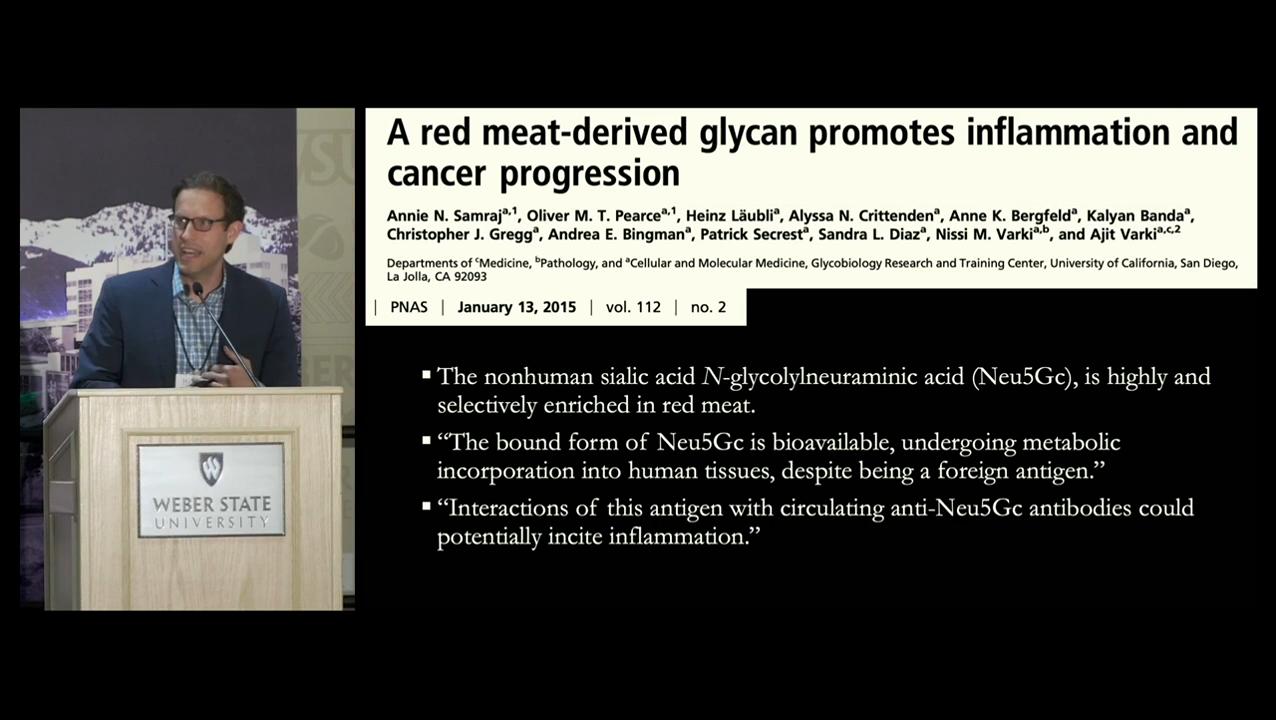 A red meat-derived glycan promotes inflammation and
cancer progression
Annie N. Samrajᵃ,¹, Oliver M. T. Pearceᵃ,¹, Heinz Läubliᵃ, Alyssa N. Crittendenᵃ, Anne K. Bergfeldᵃ, Kalyan Bandaᵃ,
Christopher J. Greggᵃ, Andrea E. Bingmanᵃ, Patrick Secrestᵃ, Sandra L. Diazᵃ, Nissi M. Varkiᵃ,ᵇ, and Ajit Varkiᵃ,ᶜ,²
Departments of ᶜMedicine, ᵇPathology, and ᵃCellular and Molecular Medicine, Glycobiology Research and Training Center, University of California, San Diego,
La Jolla, CA 92093
| PNAS | January 13, 2015 | vol. 112 | no. 2
▪ The nonhuman sialic acid N-glycolylneuraminic acid (Neu5Gc), is highly and
selectively enriched in red meat.
▪ “The bound form of Neu5Gc is bioavailable, undergoing metabolic
incorporation into human tissues, despite being a foreign antigen.”
▪ “Interactions of this antigen with circulating anti-Neu5Gc antibodies could
potentially incite inflammation.”
WEBER STATE
UNIVERSITY